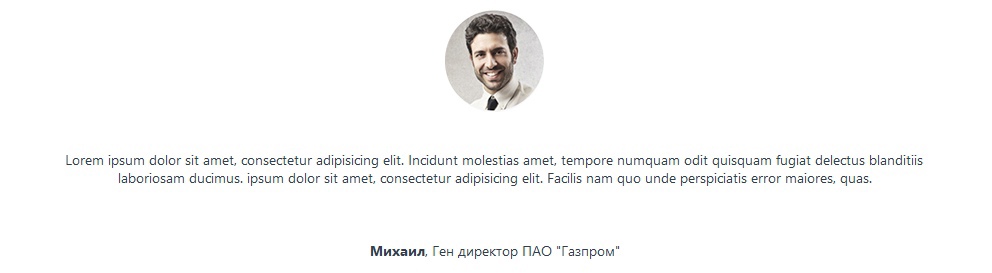 Lorem ipsum dolor sit amet, consectetur adipisicing elit. Incidunt molestias amet, tempore numquam odit quisquam fugiat delectus blanditiis
laboriosam ducimus. ipsum dolor sit amet, consectetur adipisicing elit. Facilis nam quo unde perspiciatis error maiores, quas.
Михаил, Ген директор ПАО "Газпром"